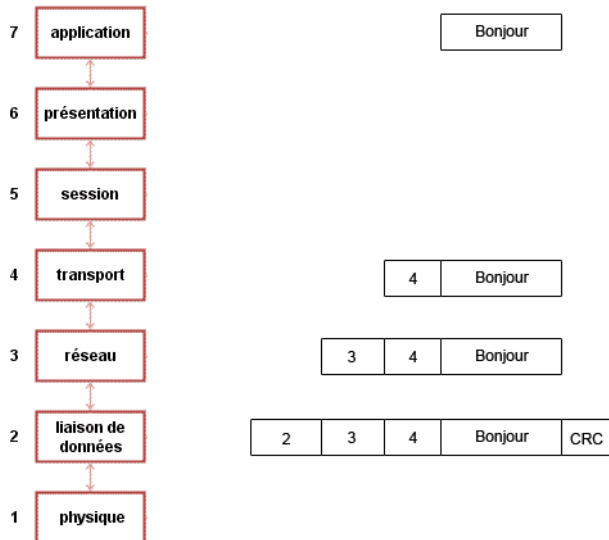 7 application Bonjour
6 présentation
5 session
4 transport 4 Bonjour
3 réseau 3 4 Bonjour
2 liaison de données 2 3 4 Bonjour CRC
1 physique